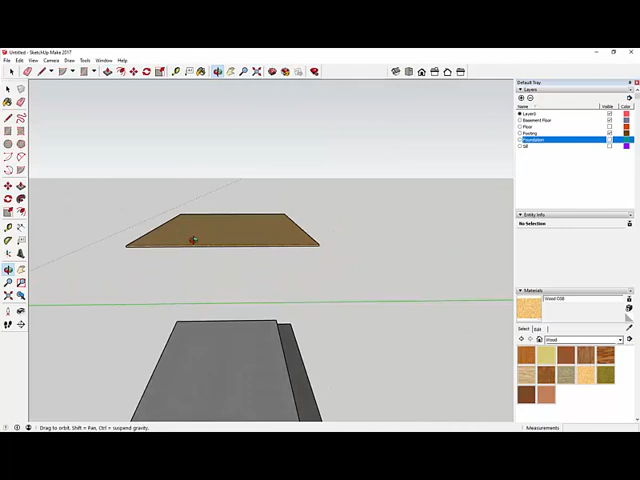 Untitled - SketchUp Make 2017
File Edit View Camera Draw Tools Window Help
Default Tray
Layers
Name Visible Color
Layer0
Basement Floor
Floor
Footing
Foundation
Sill
Entity Info
No Selection
Materials
Select Edit
Wood
Drag to orbit. Shift = Pan, Ctrl = suspend gravity.
Measurements